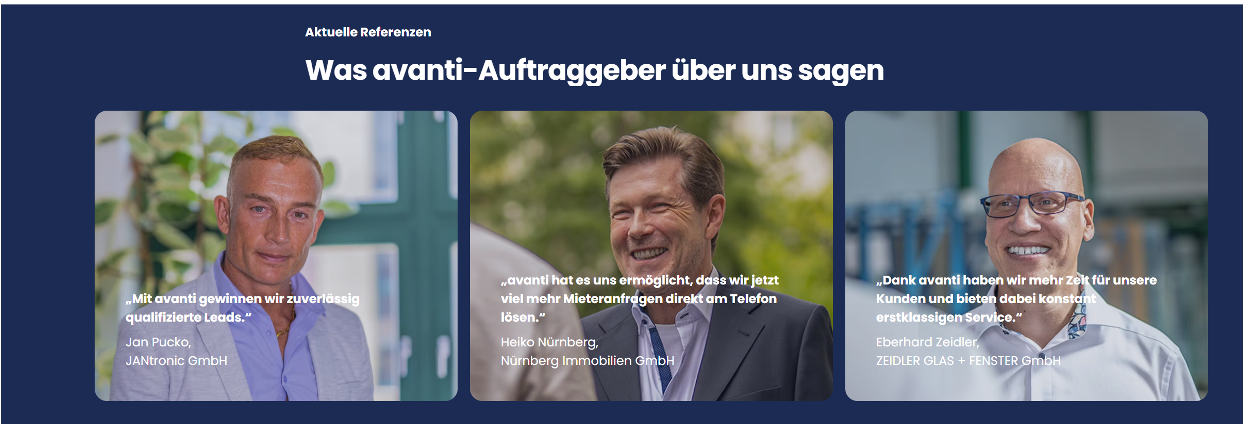 Aktuelle Referenzen
Was avanti-Auftraggeber über uns sagen
„Mit avanti gewinnen wir zuverlässig
qualifizierte Leads.“
Jan Pucko,
JANtronic GmbH
„avanti hat es uns ermöglicht, dass wir jetzt
viel mehr Mieteranfragen direkt am Telefon
lösen.“
Heiko Nürnberg,
Nürnberg Immobilien GmbH
„Dank avanti haben wir mehr Zeit für unsere
Kunden und bieten dabei konstant
erstklassigen Service.“
Eberhard Zeidler,
ZEIDLER GLAS + FENSTER GmbH